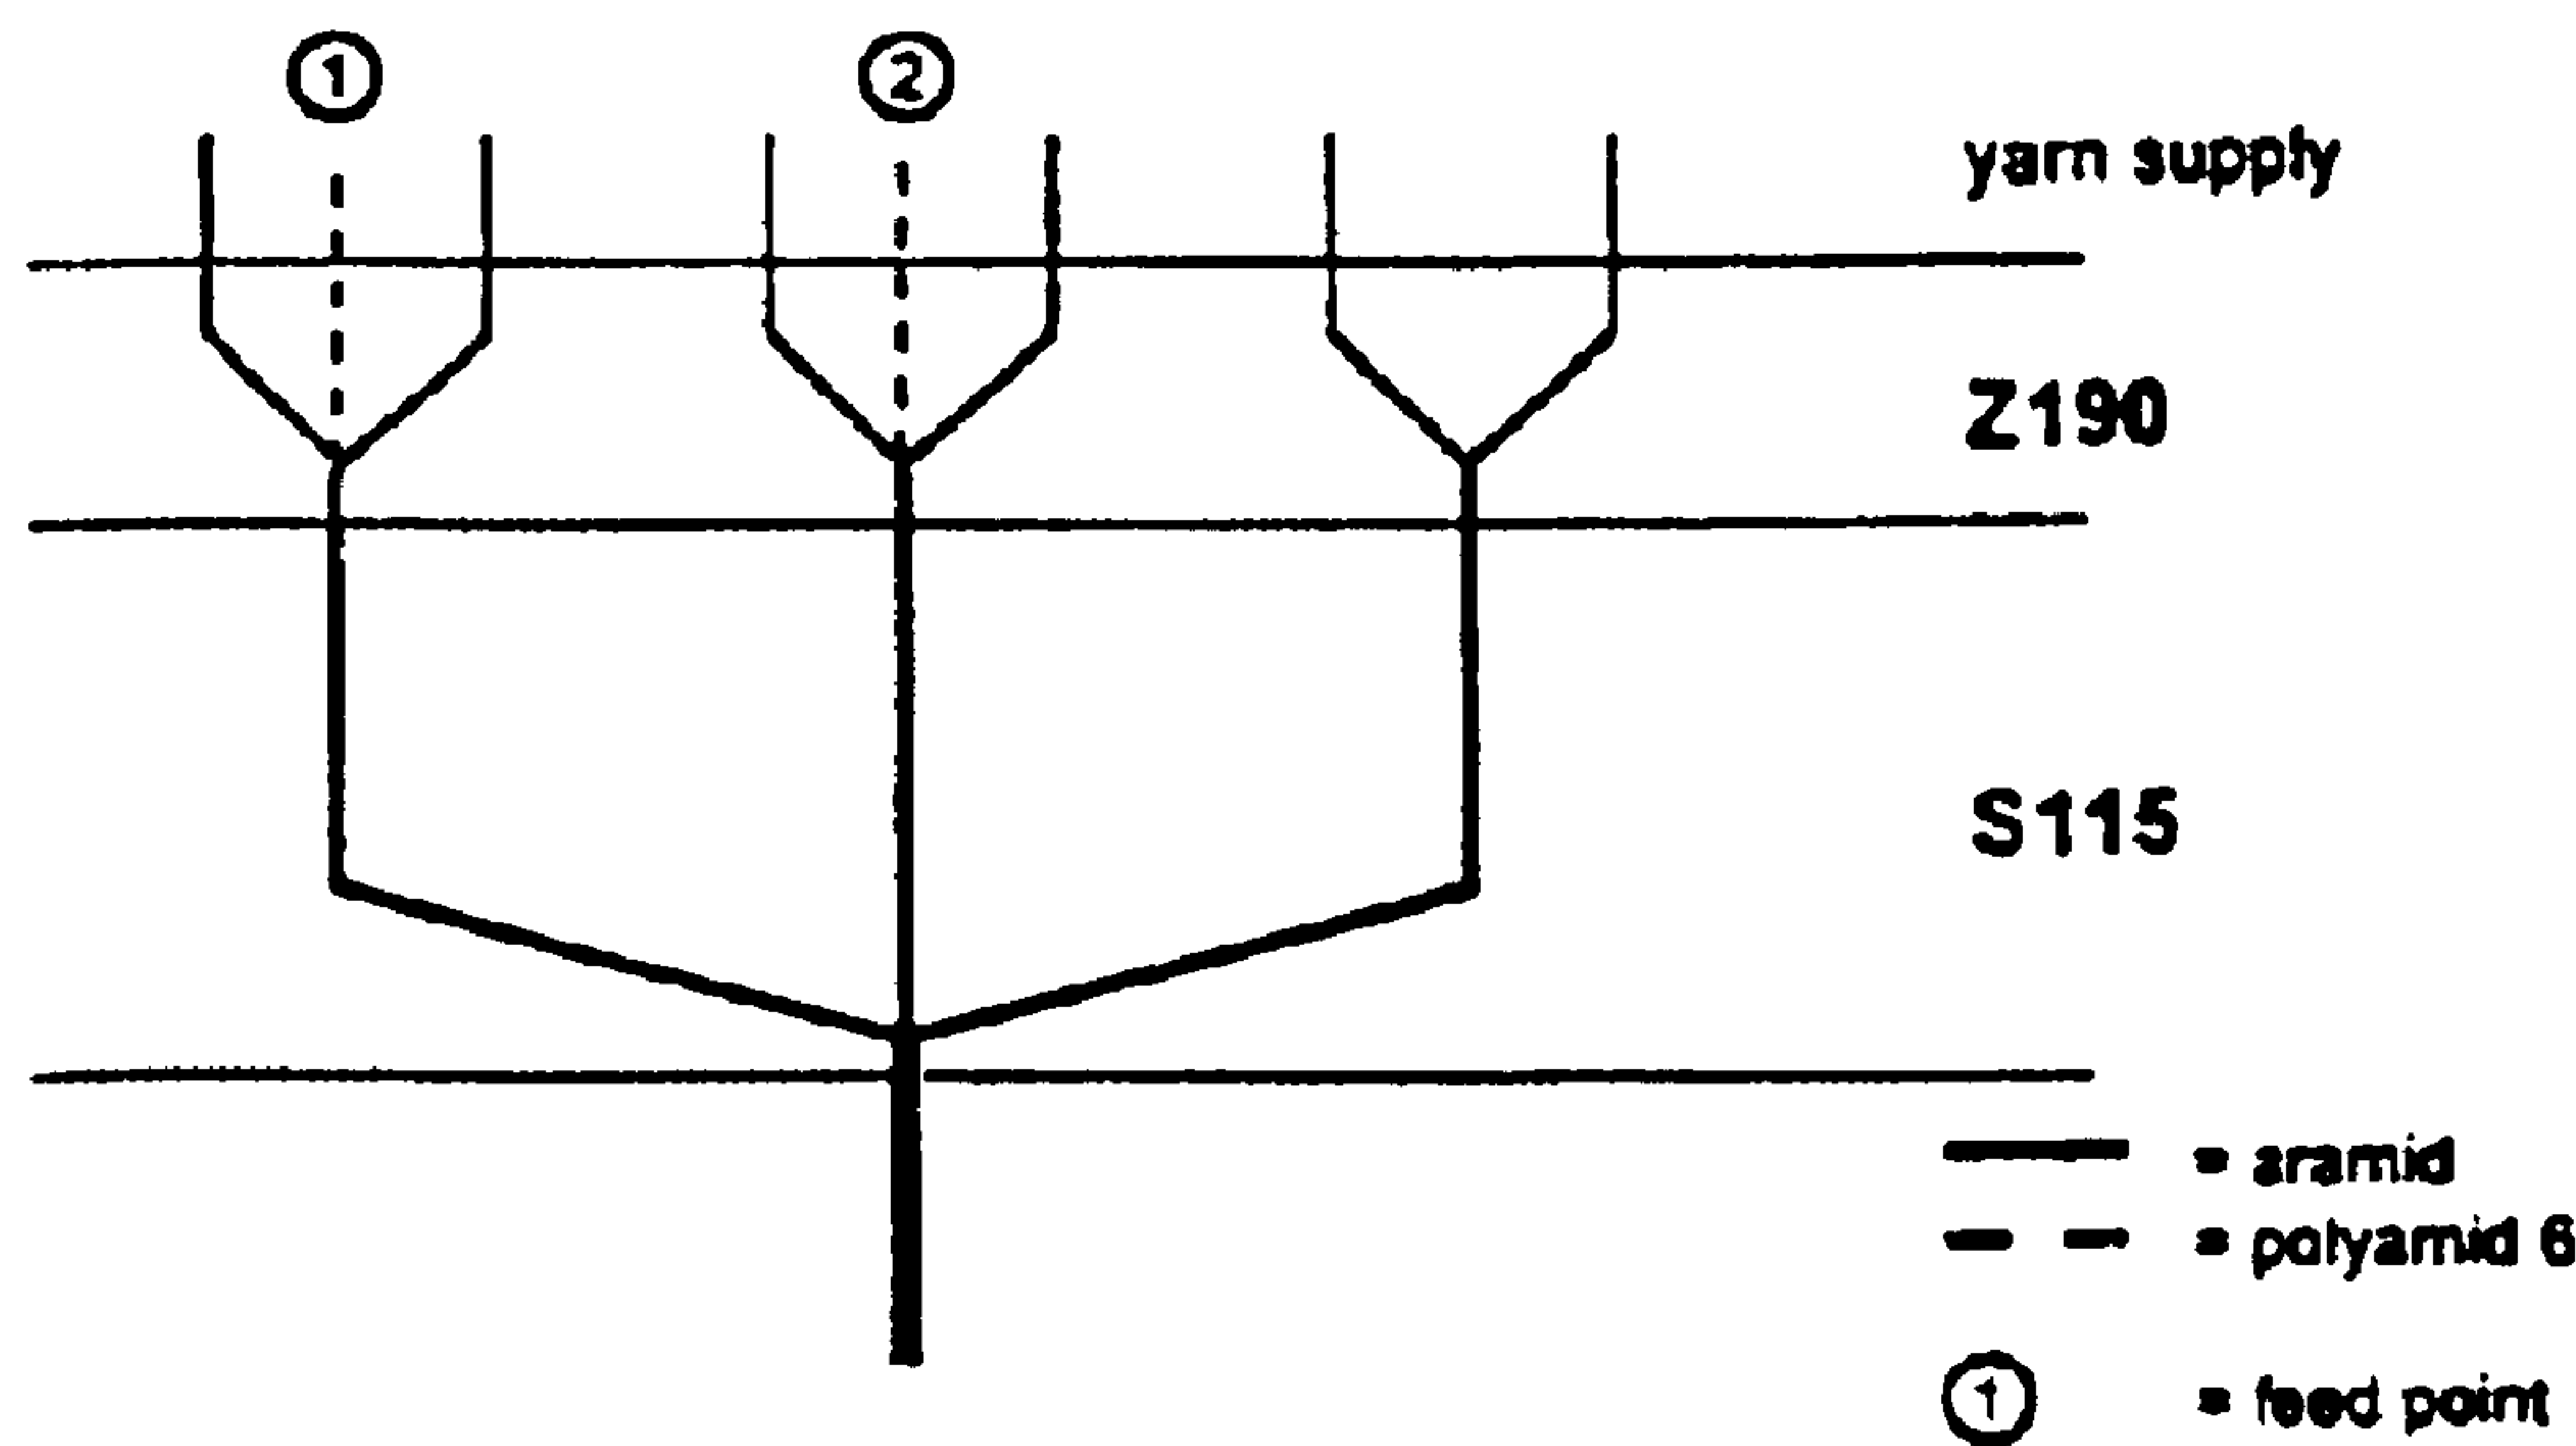 1 2
yarn supply
Z190
S115
= aramid
= polyamid 6
1 = feed point